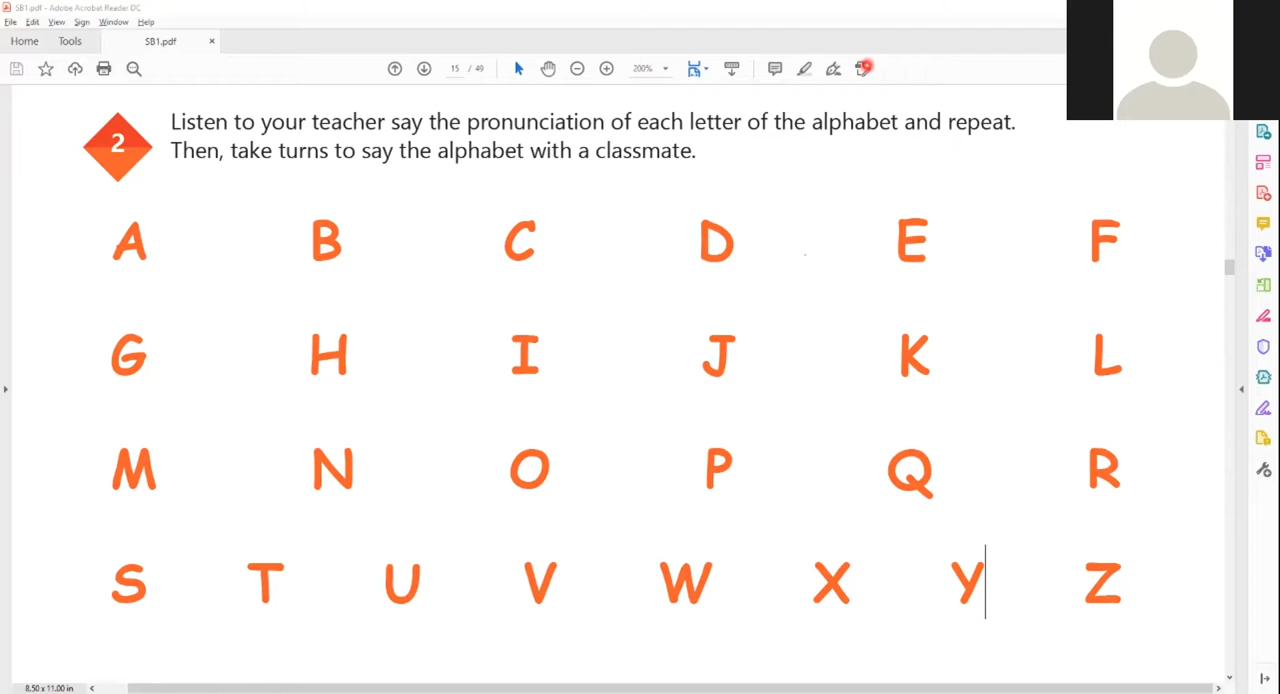 SB1.pdf - Adobe Acrobat Reader DC
File Edit View Sign Window Help
Home Tools SB1.pdf ×
15 / 49 200%
2
Listen to your teacher say the pronunciation of each letter of the alphabet and repeat.
Then, take turns to say the alphabet with a classmate.
A B C D E F
G H I J K L
M N O P Q R
S T U V W X Y Z
8.50 x 11.00 in